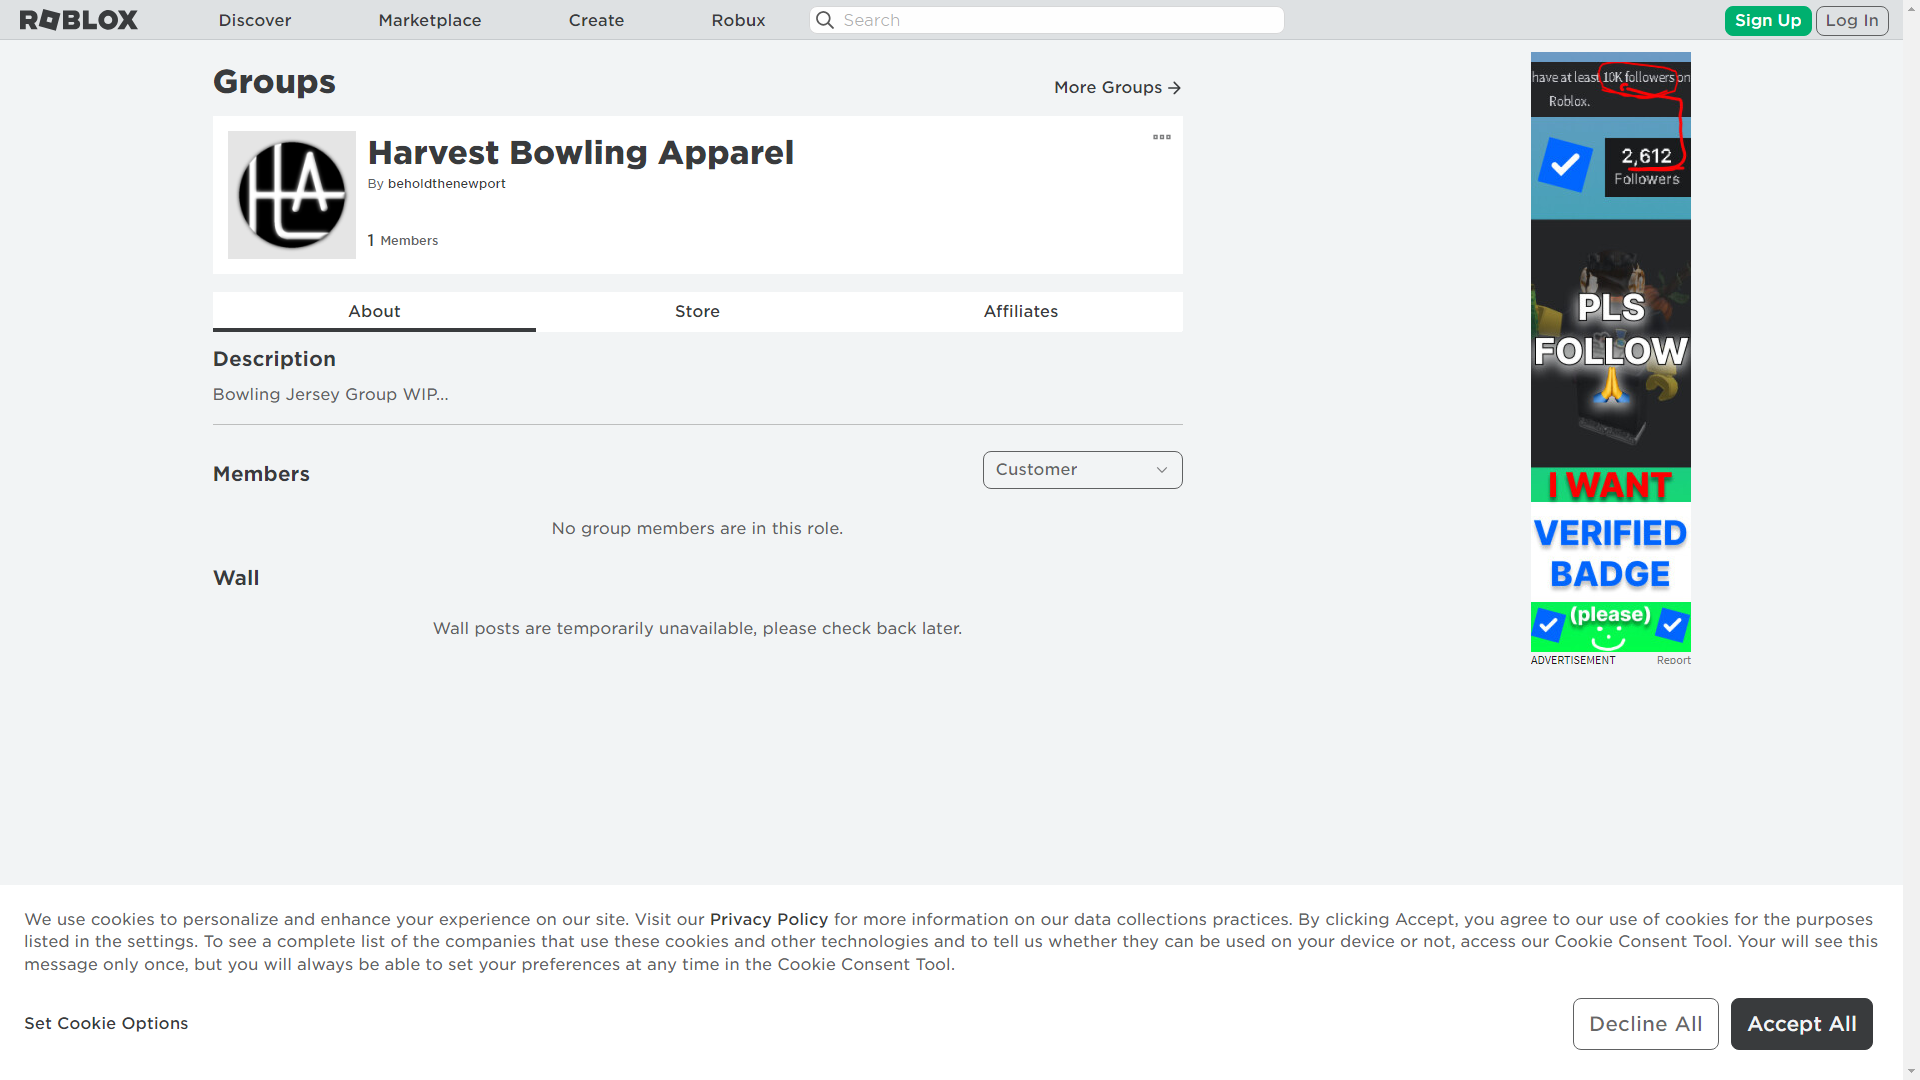 ROBLOX
Discover
Marketplace
Create
Robux
Search
Sign Up
Log In
Groups
More Groups
Harvest Bowling Apparel
By beholdthenewport
1 Members
About
Store
Affiliates
Description
Bowling Jersey Group WIP...
Members
Customer
No group members are in this role.
Wall
Wall posts are temporarily unavailable, please check back later.
have at least 10K followers on
Roblox.
2,612
Followers
PLS
FOLLOW
I WANT
VERIFIED
BADGE
(please)
ADVERTISEMENT
Report
We use cookies to personalize and enhance your experience on our site. Visit our Privacy Policy for more information on our data collections practices. By clicking Accept, you agree to our use of cookies for the purposes
listed in the settings. To see a complete list of the companies that use these cookies and other technologies and to tell us whether they can be used on your device or not, access our Cookie Consent Tool. Your will see this
message only once, but you will always be able to set your preferences at any time in the Cookie Consent Tool.
Set Cookie Options
Decline All
Accept All